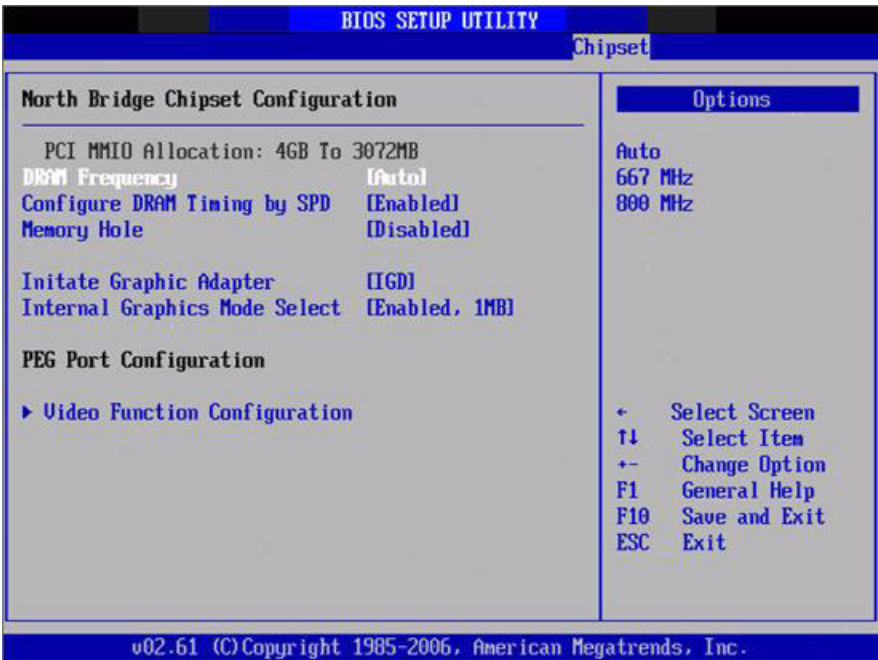 BIOS SETUP UTILITY
Chipset
North Bridge Chipset Configuration
PCI MMIO Allocation: 4GB To 3072MB
DRAM Frequency [Auto]
Configure DRAM Timing by SPD [Enabled]
Memory Hole [Disabled]
Initate Graphic Adapter [IGD]
Internal Graphics Mode Select [Enabled, 1MB]
PEG Port Configuration
▶ Video Function Configuration
Options
Auto
667 MHz
800 MHz
← Select Screen
↑↓ Select Item
+- Change Option
F1 General Help
F10 Save and Exit
ESC Exit
v02.61 (C)Copyright 1985-2006, American Megatrends, Inc.